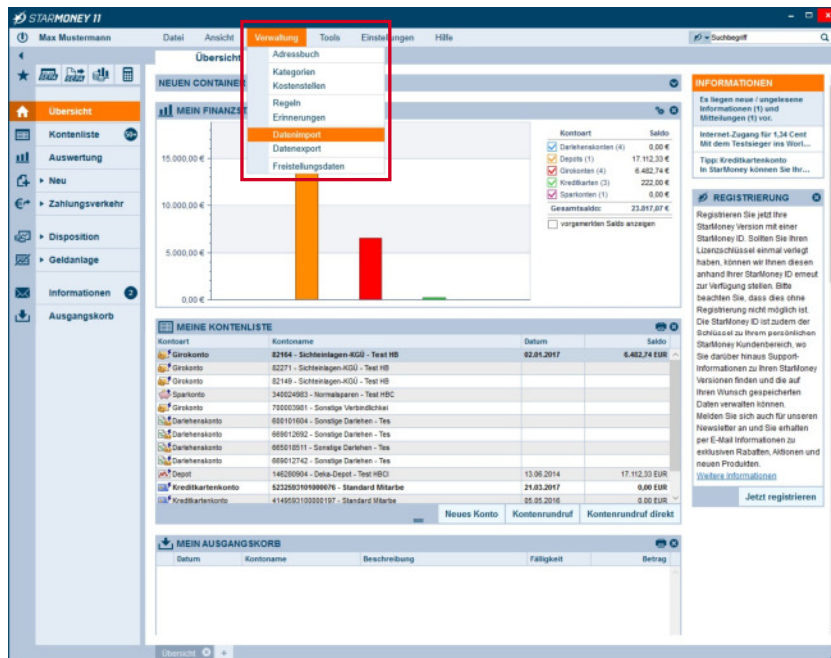 STARMONEY 11
Max Mustermann
Datei Ansicht Verwaltung Tools Einstellungen Hilfe
Suchbegriff
Übersicht
Adressbuch
Kategorien
Kostenstellen
Regeln
Erinnerungen
Datenimport
Datenexport
Freistellungsdaten
Übersicht
Kontenliste 50+
Auswertung
Neu
Zahlungsverkehr
Disposition
Geldanlage
Informationen 2
Ausgangskorb
NEUEN CONTAINER
MEIN FINANZST
15.000,00 €
10.000,00 €
5.000,00 €
0,00 €
Kontoart Saldo
Darlehenskonten (4) 0,00 €
Depots (1) 17.112,33 €
Girokonten (4) 6.482,74 €
Kreditkarten (3) 222,00 €
Sparkonten (1) 0,00 €
Gesamtsaldo: 23.817,07 €
vorgemerkten Saldo anzeigen
MEINE KONTENLISTE
Kontoart Kontoname Datum Saldo
Girokonto 82164 - Sichteinlagen-KGÜ - Test HB 02.01.2017 6.482,74 EUR
Girokonto 82271 - Sichteinlagen-KGÜ - Test HB
Girokonto 82149 - Sichteinlagen-KGÜ - Test HB
Sparkonto 340024983 - Normalsparen - Test HBC
Girokonto 700003981 - Sonstige Verbindlichkei
Darlehenskonto 680101604 - Sonstige Darlehen - Tes
Darlehenskonto 669012692 - Sonstige Darlehen - Tes
Darlehenskonto 665018511 - Sonstige Darlehen - Tes
Darlehenskonto 669012742 - Sonstige Darlehen - Tes
Depot 146280904 - Deka-Depot - Test HBCI 13.06.2014 17.112,33 EUR
Kreditkartenkonto 5232593101000076 - Standard Mitarbe 21.03.2017 0,00 EUR
Kreditkartenkonto 4149593100000197 - Standard Mitarbe 05.05.2016 0,00 EUR
Neues Konto Kontenrundruf Kontenrundruf direkt
MEIN AUSGANGSKORB
Datum Kontoname Beschreibung Fälligkeit Betrag
Übersicht
INFORMATIONEN
Es liegen neue / ungelesene
Informationen (1) und
Mitteilungen (1) vor.
Internet-Zugang für 1,34 Cent
Mit dem Testsieger ins Worl...
Tipp: Kreditkartenkonto
In StarMoney können Sie Ihr...
REGISTRIERUNG
Registrieren Sie jetzt Ihre
StarMoney Version mit einer
StarMoney ID. Sollten Sie Ihren
Lizenzschlüssel einmal verlegt
haben, können wir Ihnen diesen
anhand Ihrer StarMoney ID erneut
zur Verfügung stellen. Bitte
beachten Sie, dass dies ohne
Registrierung nicht möglich ist.
Die StarMoney ID ist zudem der
Schlüssel zu Ihrem persönlichen
StarMoney Kundenbereich, wo
Sie darüber hinaus Support-
Informationen zu Ihren StarMoney
Versionen finden und die auf
Ihren Wunsch gespeicherten
Daten verwalten können.
Melden Sie sich auch für unseren
Newsletter an und Sie erhalten
per E-Mail Informationen zu
exklusiven Rabatten, Aktionen und
neuen Produkten.
Weitere Informationen
Jetzt registrieren